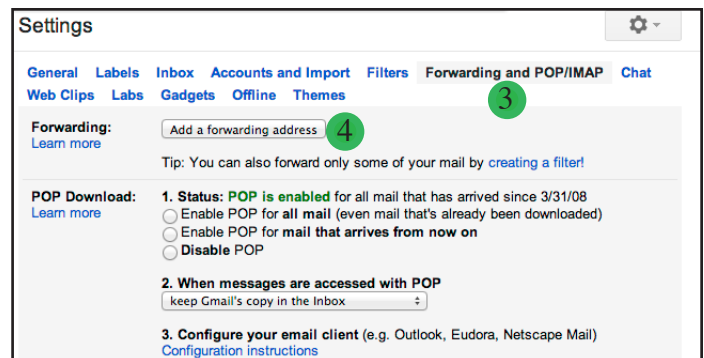 Settings
General Labels Inbox Accounts and Import Filters Forwarding and POP/IMAP Chat
Web Clips Labs Gadgets Offline Themes
3
Forwarding: Add a forwarding address 4
Learn more
Tip: You can also forward only some of your mail by creating a filter!
POP Download: 1. Status: POP is enabled for all mail that has arrived since 3/31/08
Learn more Enable POP for all mail (even mail that's already been downloaded)
Enable POP for mail that arrives from now on
Disable POP
2. When messages are accessed with POP
keep Gmail's copy in the Inbox
3. Configure your email client (e.g. Outlook, Eudora, Netscape Mail)
Configuration instructions